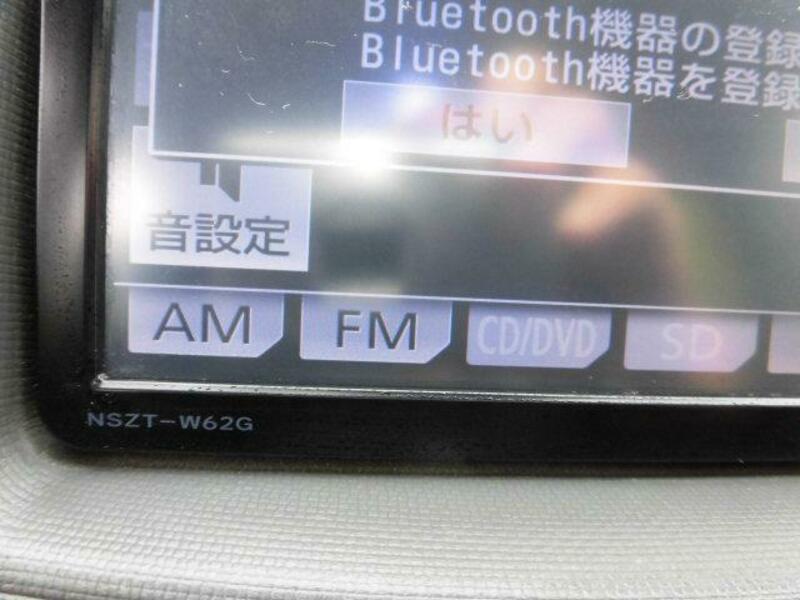 Bluetooth機器の登録
Bluetooth機器を登録
はい
音設定
AM FM CD/DVD SD
NSZT-W62G